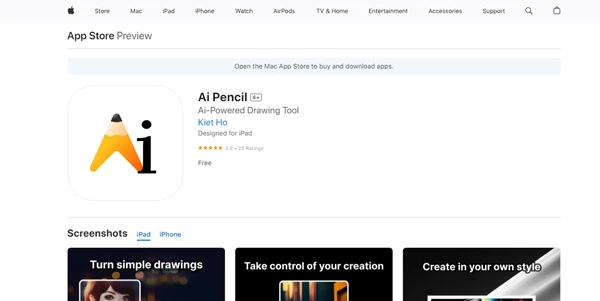 Store Mac iPad iPhone Watch AirPods TV & Home Entertainment Accessories Support
App Store Preview
Open the Mac App Store to buy and download apps.
Ai
Ai Pencil 4+
Ai-Powered Drawing Tool
Kiet Ho
Designed for iPad
★★★★★ 4.8 • 25 Ratings
Free
Screenshots iPad iPhone
Turn simple drawings
Take control of your creation
Create in your own style